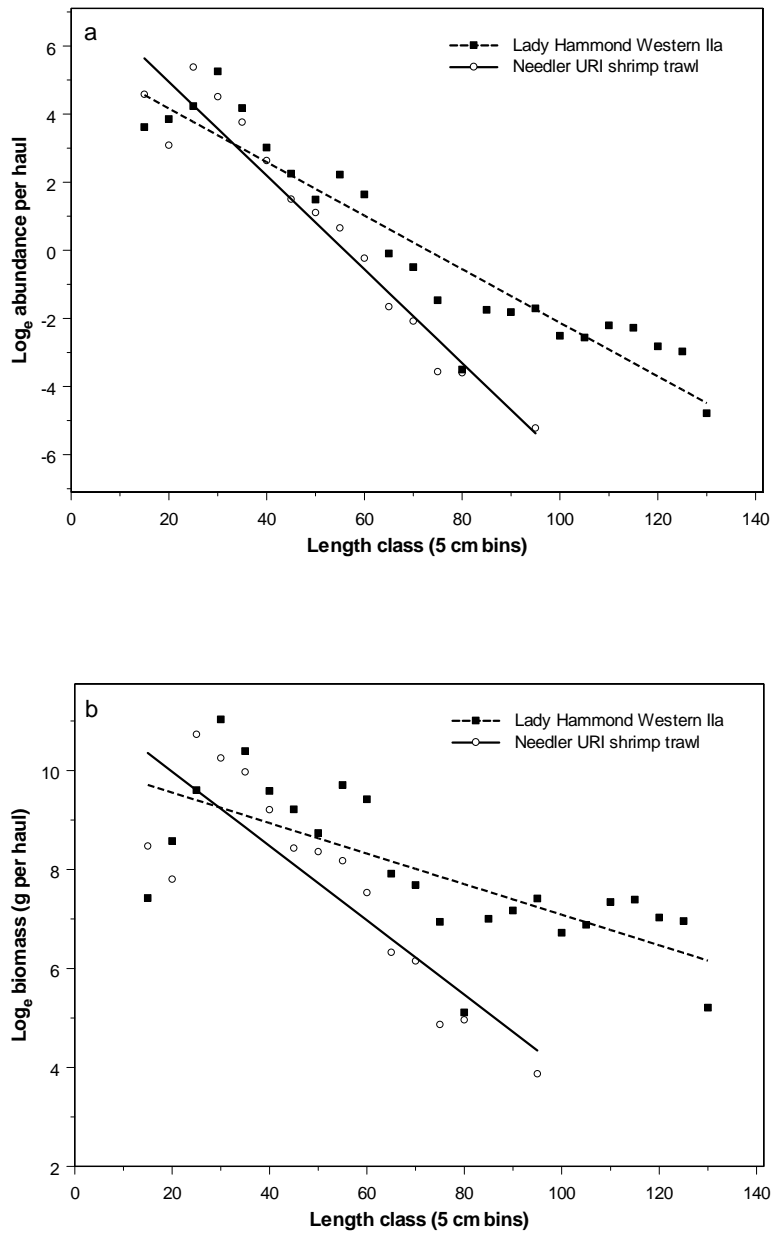 a
Lady Hammond Western IIa
Needler URI shrimp trawl
6
4
2
0
-2
-4
-6
Logₑ abundance per haul
0 20 40 60 80 100 120 140
Length class (5 cm bins)
b
Lady Hammond Western IIa
Needler URI shrimp trawl
10
8
6
4
2
Logₑ biomass (g per haul)
0 20 40 60 80 100 120 140
Length class (5 cm bins)